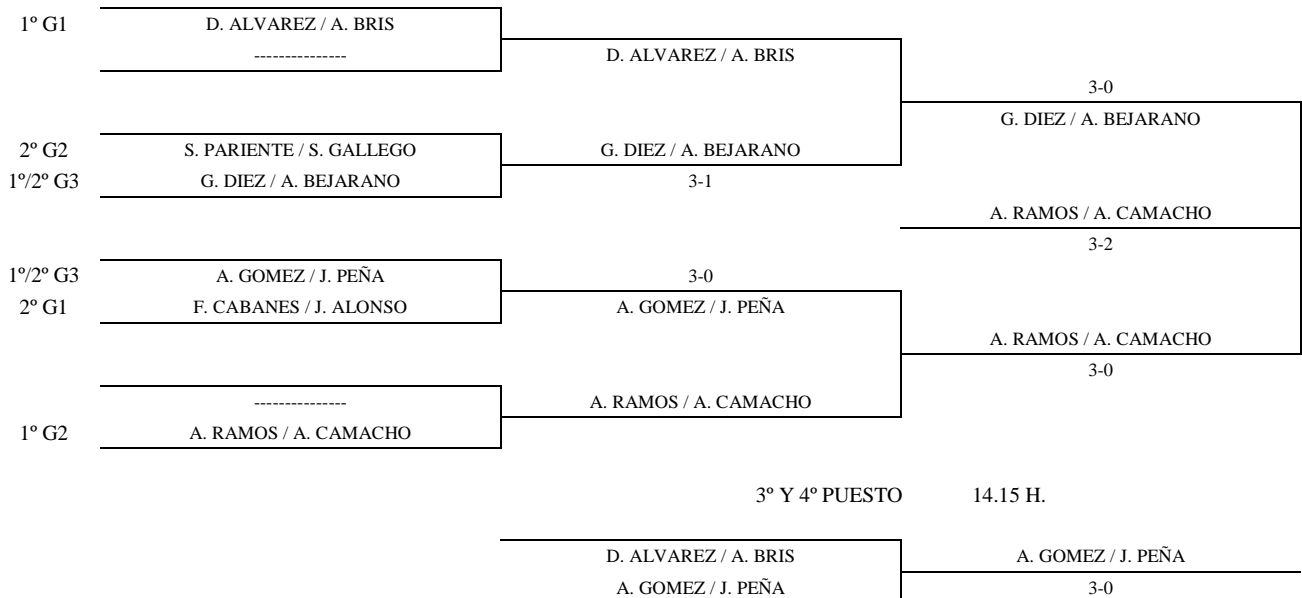 1º G1 D. ALVAREZ / A. BRIS
--------------- D. ALVAREZ / A. BRIS
3-0
G. DIEZ / A. BEJARANO
2º G2 S. PARIENTE / S. GALLEGO G. DIEZ / A. BEJARANO
1º/2º G3 G. DIEZ / A. BEJARANO 3-1
A. RAMOS / A. CAMACHO
3-2
1º/2º G3 A. GOMEZ / J. PEÑA 3-0
2º G1 F. CABANES / J. ALONSO A. GOMEZ / J. PEÑA
A. RAMOS / A. CAMACHO
3-0
--------------- A. RAMOS / A. CAMACHO
1º G2 A. RAMOS / A. CAMACHO
3º Y 4º PUESTO 14.15 H.
D. ALVAREZ / A. BRIS A. GOMEZ / J. PEÑA
A. GOMEZ / J. PEÑA 3-0